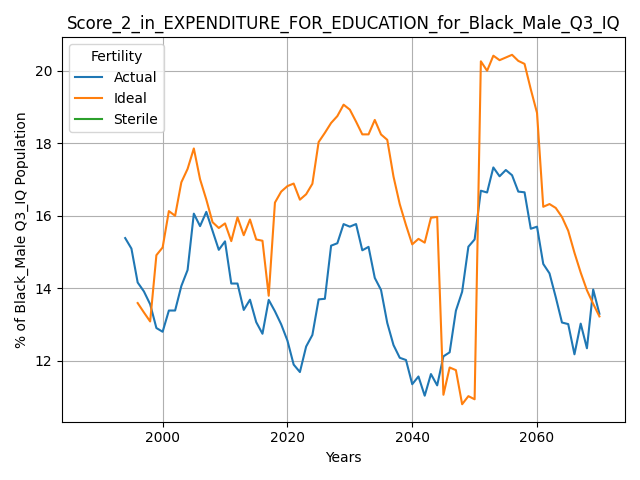 Score_2_in_EXPENDITURE_FOR_EDUCATION_for_Black_Male_Q3_IQ
Fertility
Actual
Ideal
Sterile
% of Black_Male Q3_IQ Population
20
18
16
14
12
2000
2020
2040
2060
Years